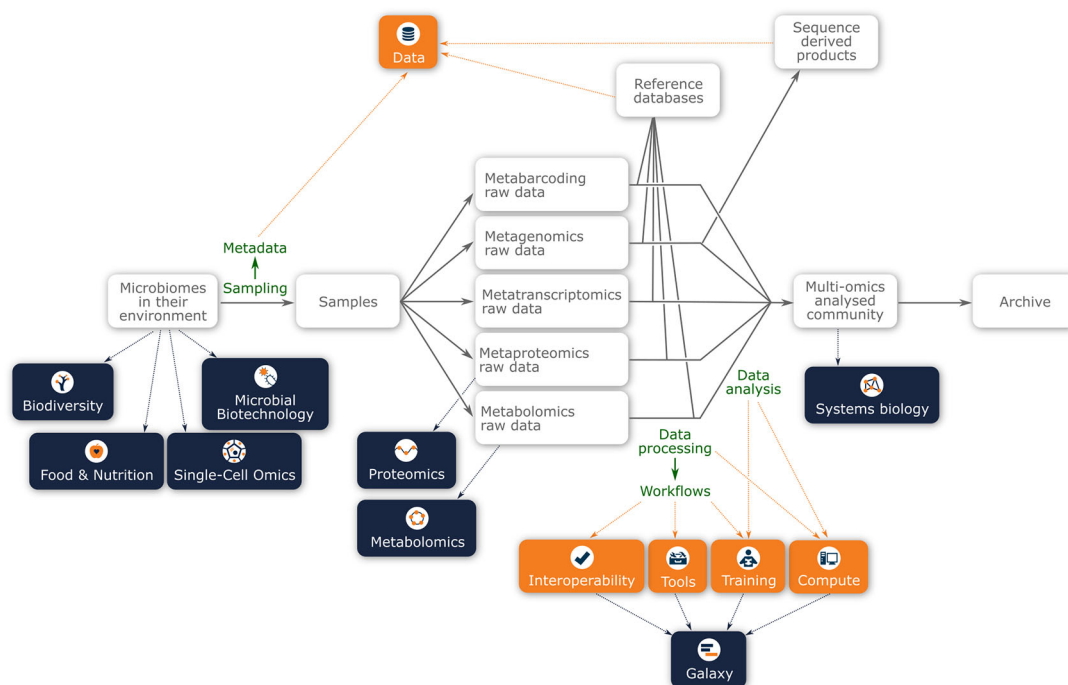 Data
Sequence
derived
products
Reference
databases
Metabarcoding
raw data
Metagenomics
raw data
Metadata
Sampling
Microbiomes
in their
environment
Samples
Metatranscriptomics
raw data
Multi-omics
analysed
community
Archive
Metaproteomics
raw data
Biodiversity
Microbial
Biotechnology
Data
analysis
Systems biology
Metabolomics
raw data
Data
processing
Food & Nutrition
Single-Cell Omics
Proteomics
Workflows
Metabolomics
Interoperability
Tools
Training
Compute
Galaxy